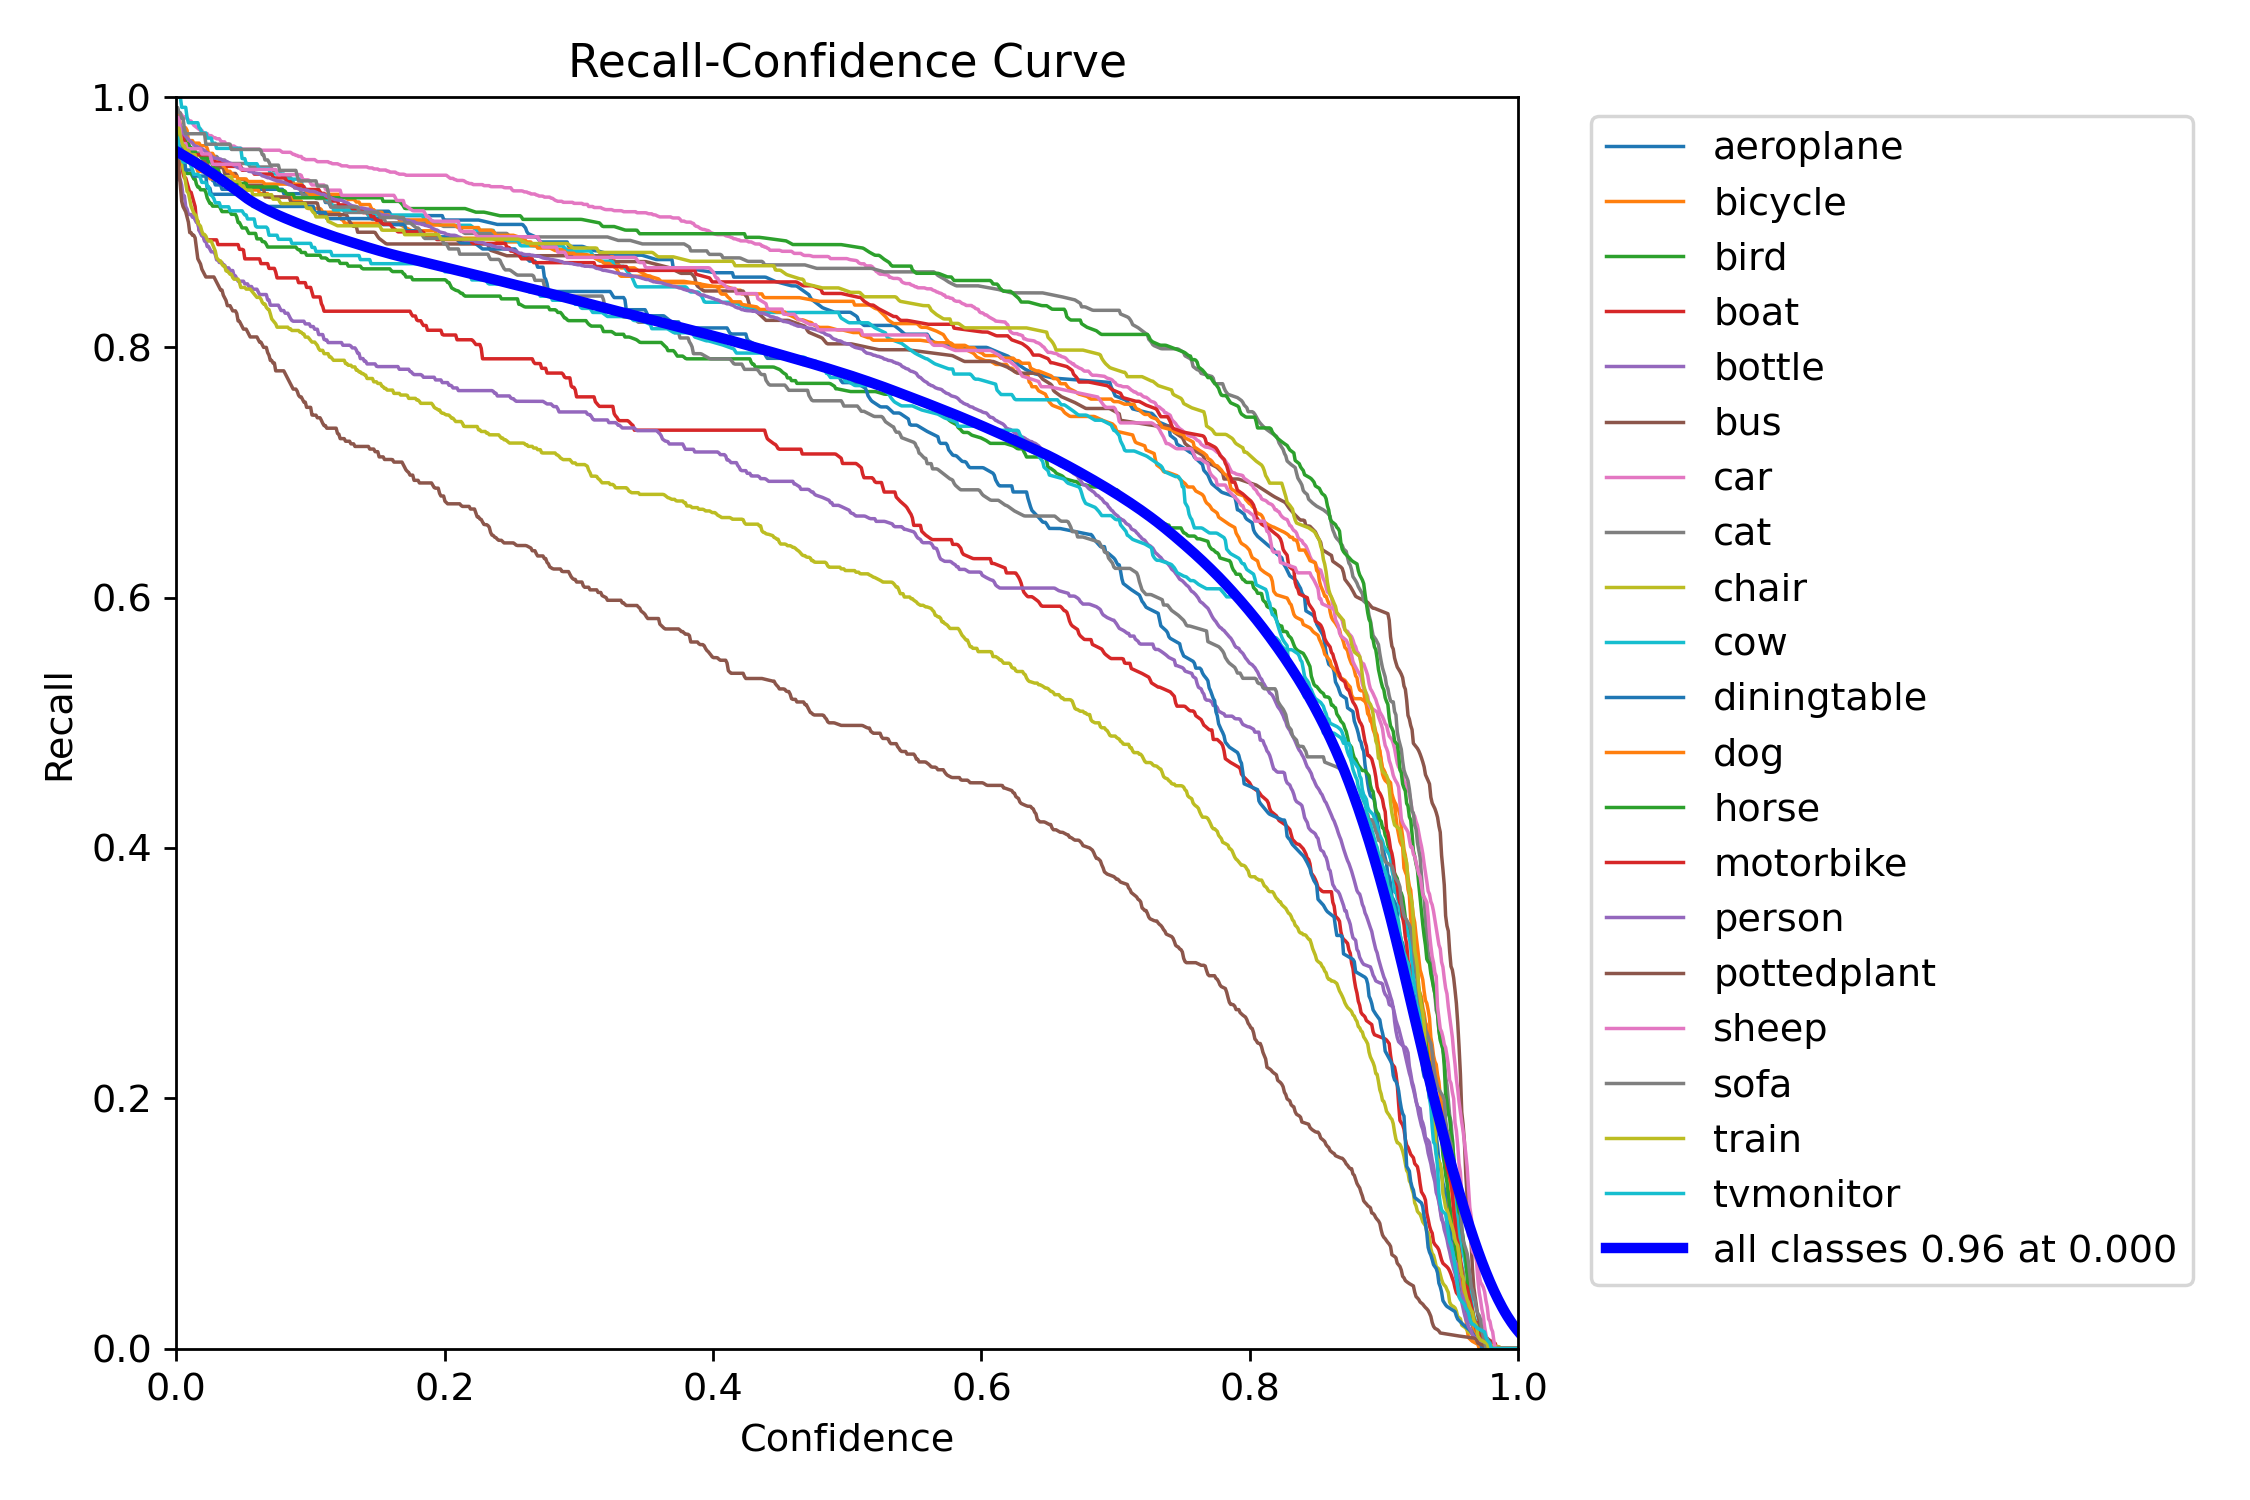 Recall-Confidence Curve
1.0
0.8
0.6
0.4
0.2
0.0
Recall
0.0 0.2 0.4 0.6 0.8 1.0
Confidence
aeroplane
bicycle
bird
boat
bottle
bus
car
cat
chair
cow
diningtable
dog
horse
motorbike
person
pottedplant
sheep
sofa
train
tvmonitor
all classes 0.96 at 0.000